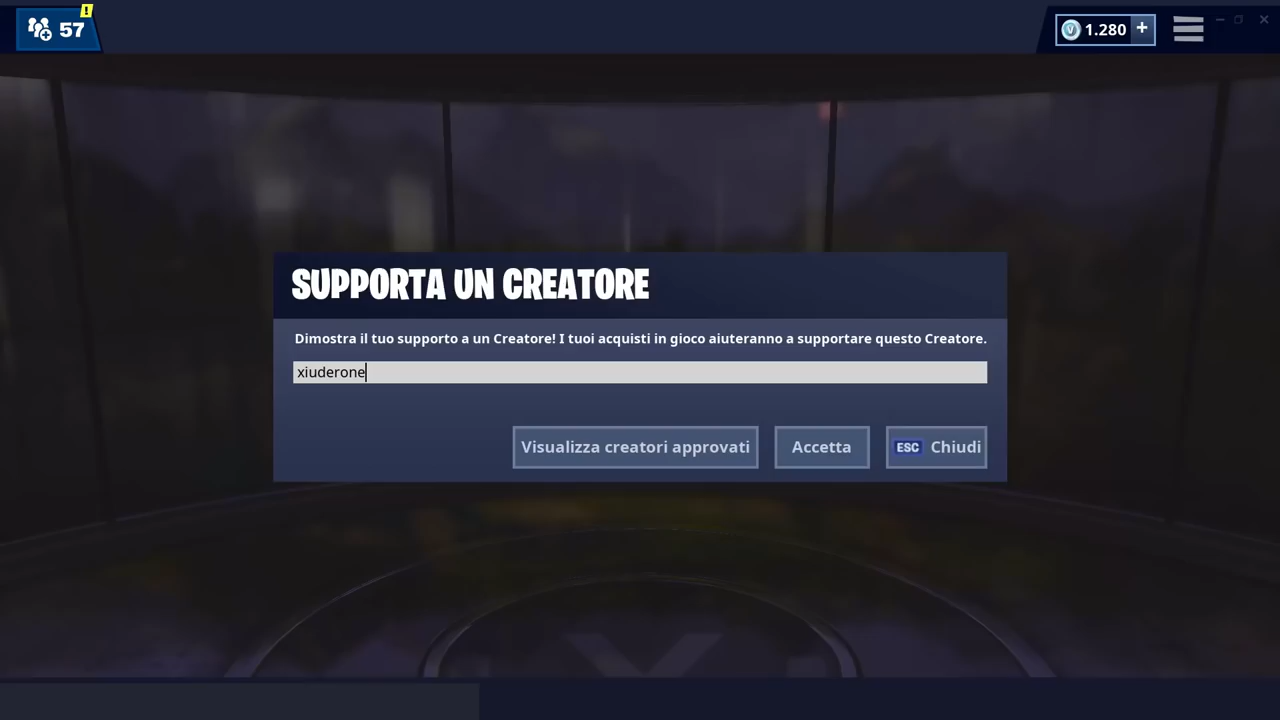 57
!
1.280 +
SUPPORTA UN CREATORE
Dimostra il tuo supporto a un Creatore! I tuoi acquisti in gioco aiuteranno a supportare questo Creatore.
xiuderone
Visualizza creatori approvati
Accetta
ESC Chiudi